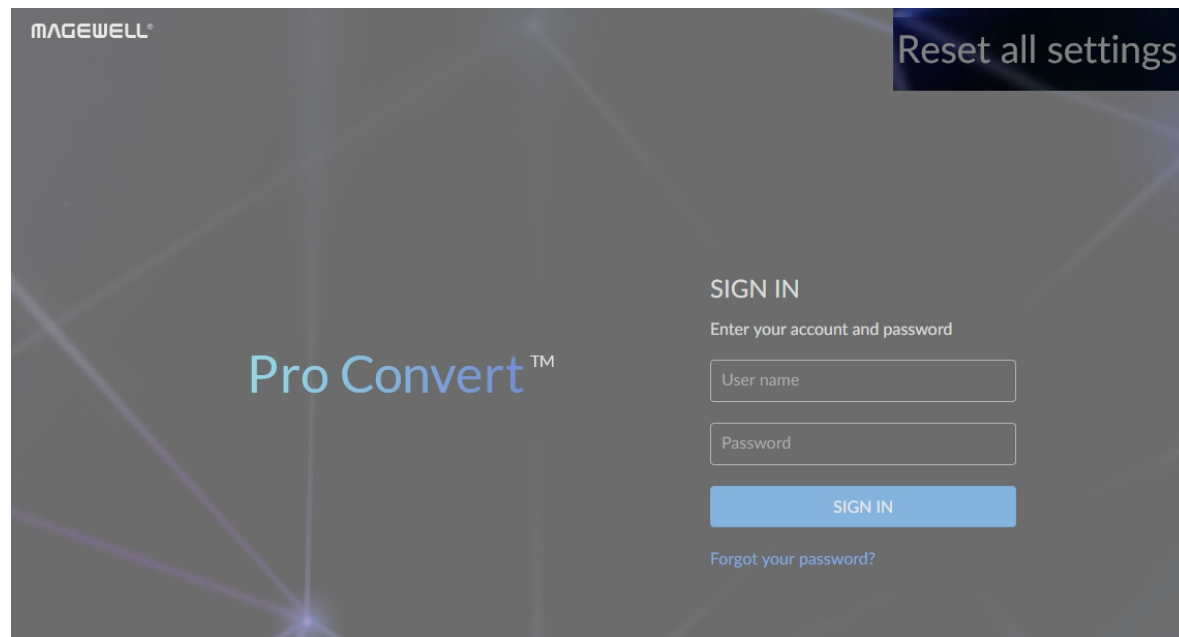 MAGEWELL®
Reset all settings
Pro Convert™
SIGN IN
Enter your account and password
User name
Password
SIGN IN
Forgot your password?